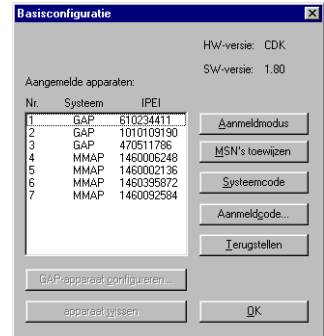 Basisconfiguratie
HW-versie: CDK
SW-versie: 1.80
Aangemelde apparaten:
Nr. Systeem IPEI
1 GAP 610234411
2 GAP 1010109190
3 GAP 470511786
4 MMAP 1460006248
5 MMAP 1460002136
6 MMAP 1460395872
7 MMAP 1460092584
Aanmeldmodus
MSN's toewijzen
Systeemcode
Aanmeldcode...
Terugstellen
GAP-apparaat configureren...
apparaat wissen
OK